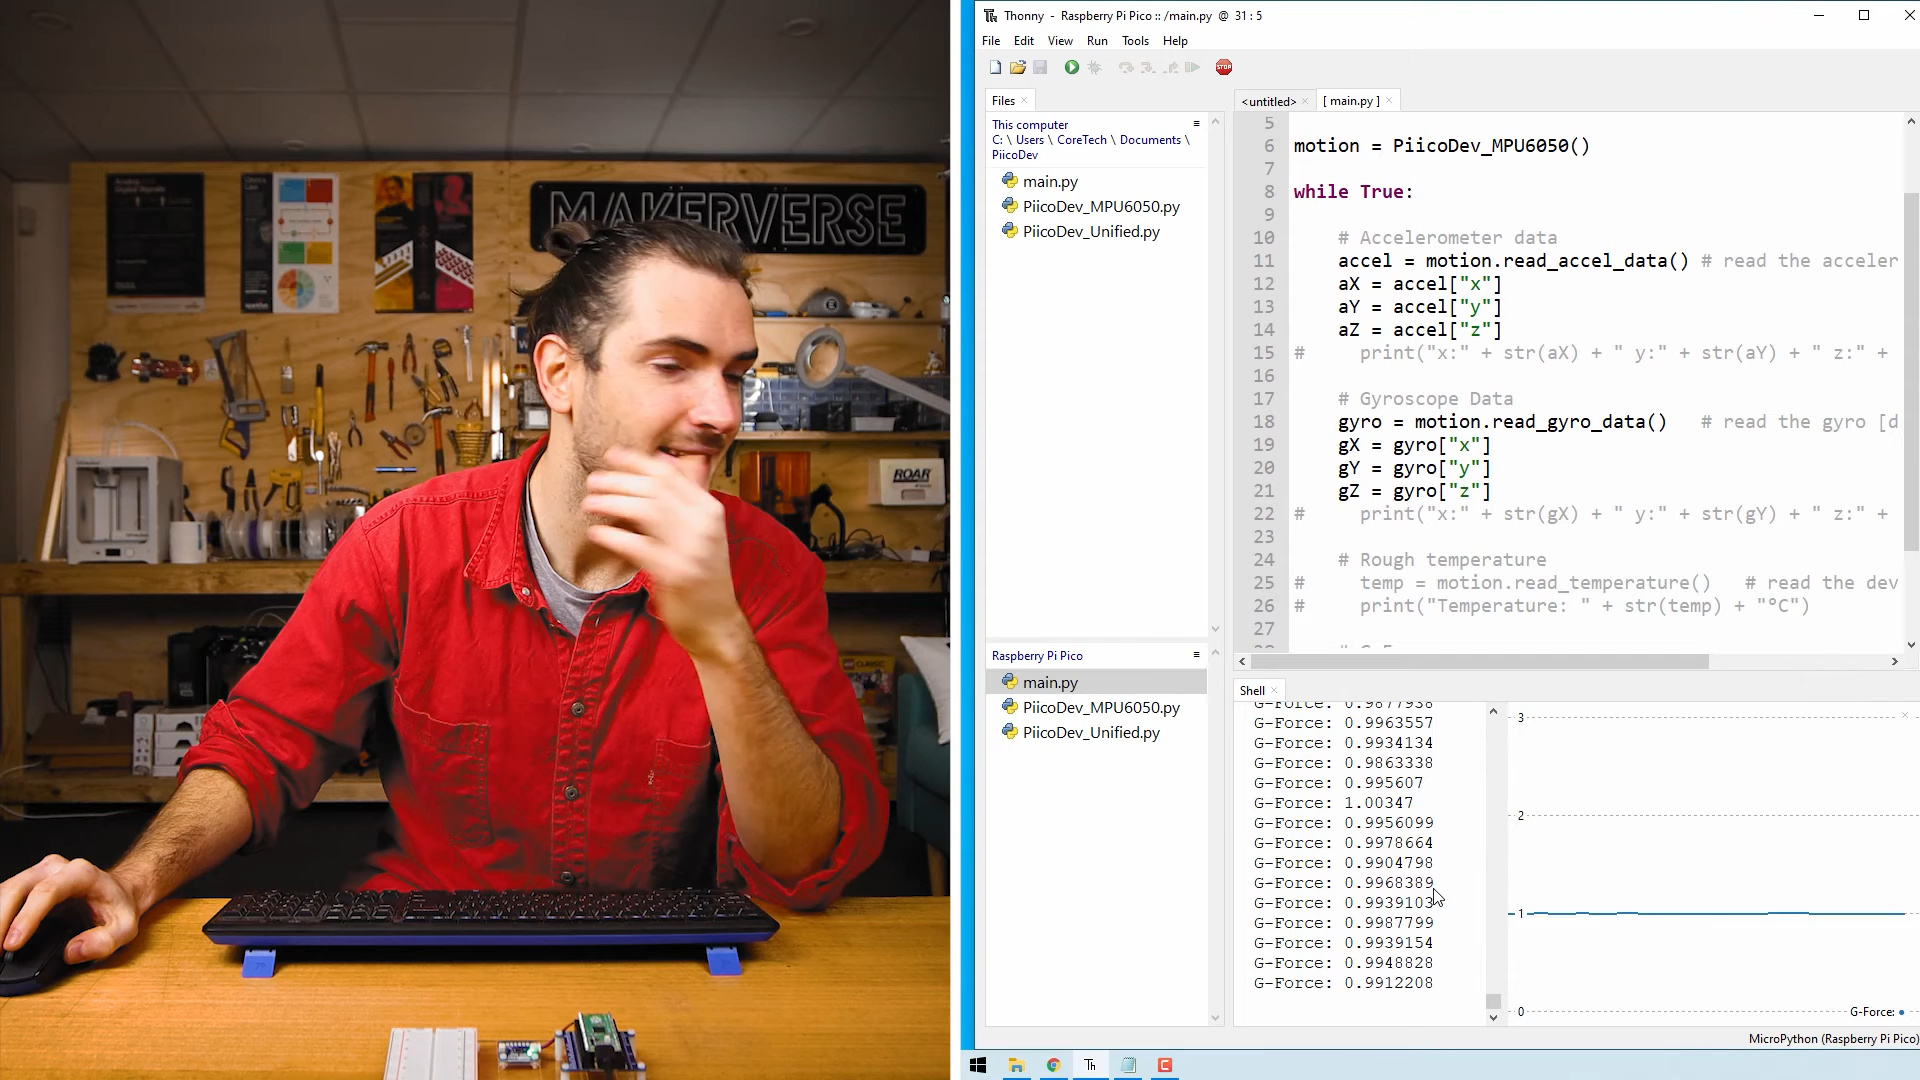 MAKERVERSE
ROAR
Thonny - Raspberry Pi Pico :: /main.py @ 31 : 5
File Edit View Run Tools Help
STOP
Files
This computer
C: \ Users \ CoreTech \ Documents \
PiicoDev
main.py
PiicoDev_MPU6050.py
PiicoDev_Unified.py
Raspberry Pi Pico
main.py
PiicoDev_MPU6050.py
PiicoDev_Unified.py
<untitled> [ main.py ]
5
6 motion = PiicoDev_MPU6050()
7
8 while True:
9
10 # Accelerometer data
11 accel = motion.read_accel_data() # read the acceler
12 aX = accel["x"]
13 aY = accel["y"]
14 aZ = accel["z"]
15 # print("x:" + str(aX) + " y:" + str(aY) + " z:" +
16
17 # Gyroscope Data
18 gyro = motion.read_gyro_data() # read the gyro [d
19 gX = gyro["x"]
20 gY = gyro["y"]
21 gZ = gyro["z"]
22 # print("x:" + str(gX) + " y:" + str(gY) + " z:" +
23
24 # Rough temperature
25 # temp = motion.read_temperature() # read the dev
26 # print("Temperature: " + str(temp) + "°C")
27
Shell
G-Force: 0.9877938
G-Force: 0.9963557
G-Force: 0.9934134
G-Force: 0.9863338
G-Force: 0.995607
G-Force: 1.00347
G-Force: 0.9956099
G-Force: 0.9978664
G-Force: 0.9904798
G-Force: 0.9968389
G-Force: 0.9939103
G-Force: 0.9987799
G-Force: 0.9939154
G-Force: 0.9948828
G-Force: 0.9912208
3
2
1
0
G-Force:
MicroPython (Raspberry Pi Pico)
Th